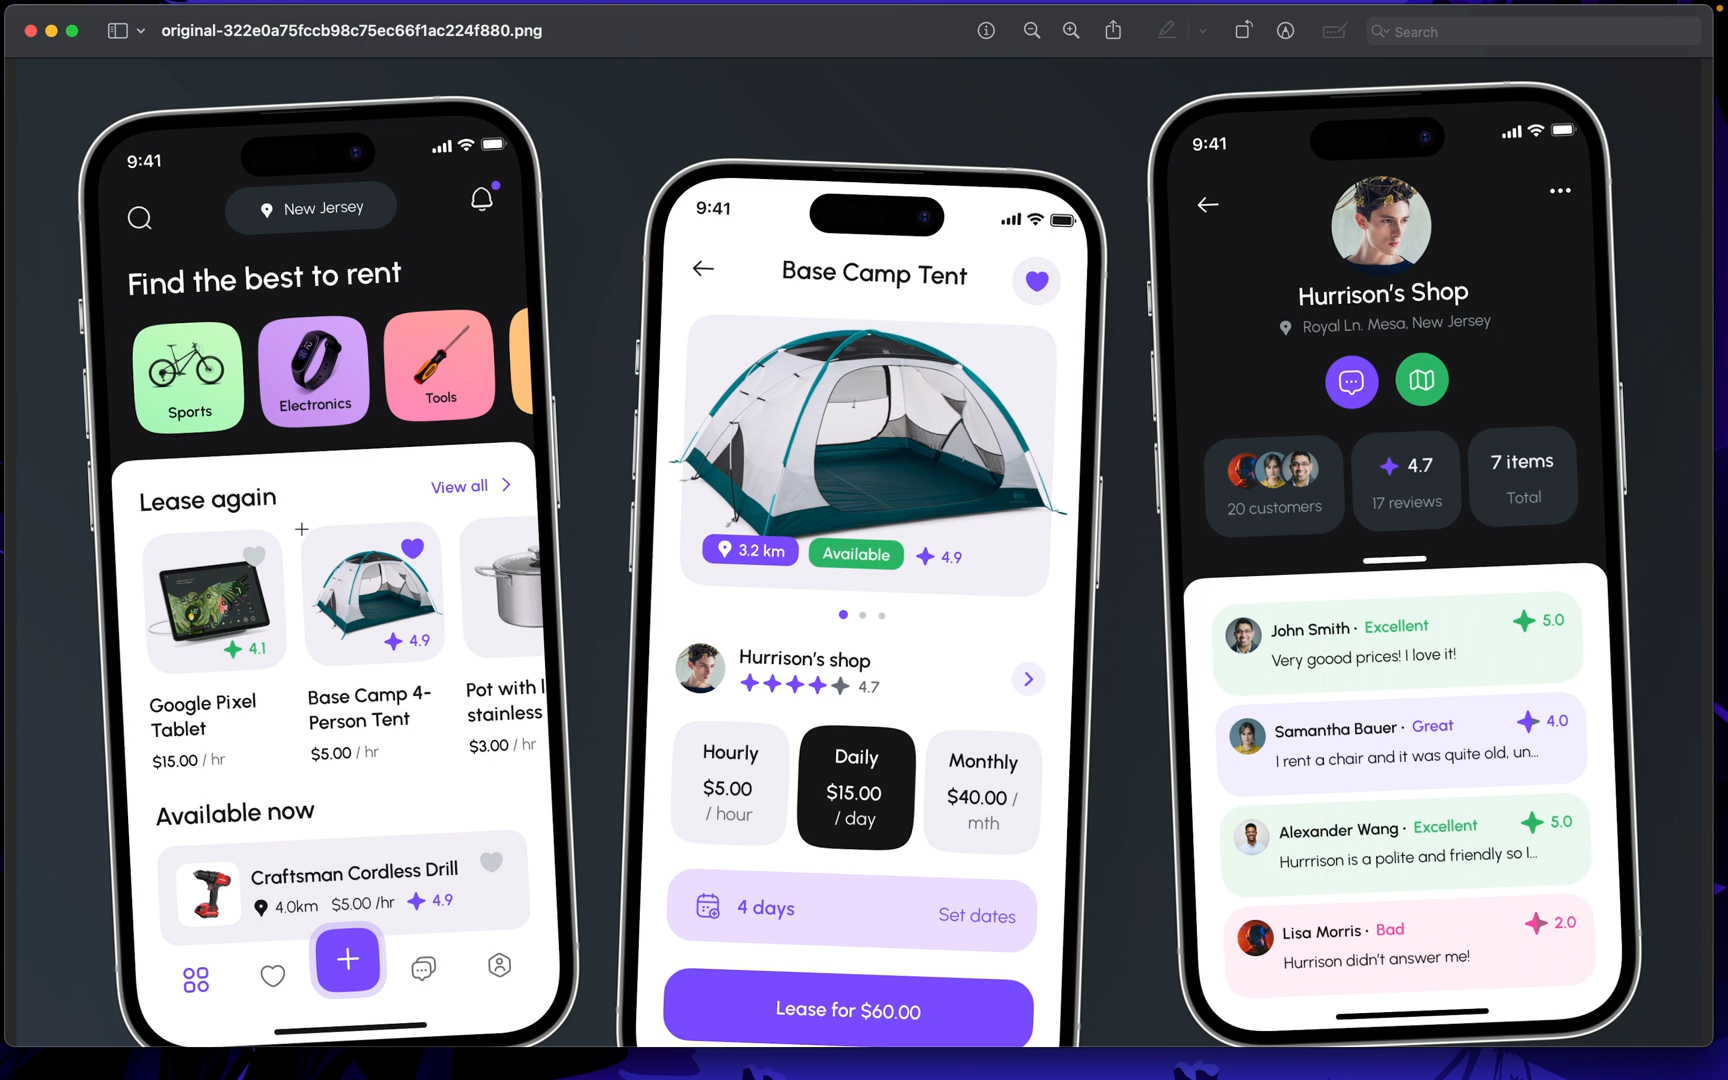 original-322e0a75fccb98c75ec66f1ac224f880.png
Search
9:41
New Jersey
Find the best to rent
Sports
Electronics
Tools
Lease again
View all
4.1
4.9
Google Pixel
Tablet
$15.00 / hr
Base Camp 4-
Person Tent
$5.00 / hr
Pot with l
stainless
$3.00 / hr
Available now
Craftsman Cordless Drill
4.0km $5.00 /hr 4.9
9:41
Base Camp Tent
3.2 km
Available
4.9
Hurrison's shop
4.7
Hourly
$5.00
/ hour
Daily
$15.00
/ day
Monthly
$40.00 /
mth
4 days
Set dates
Lease for $60.00
9:41
Hurrison's Shop
Royal Ln. Mesa, New Jersey
20 customers
4.7
17 reviews
7 items
Total
John Smith · Excellent 5.0
Very goood prices! I love it!
Samantha Bauer · Great 4.0
I rent a chair and it was quite old, un...
Alexander Wang · Excellent 5.0
Hurrrison is a polite and friendly so l...
Lisa Morris · Bad 2.0
Hurrison didn't answer me!